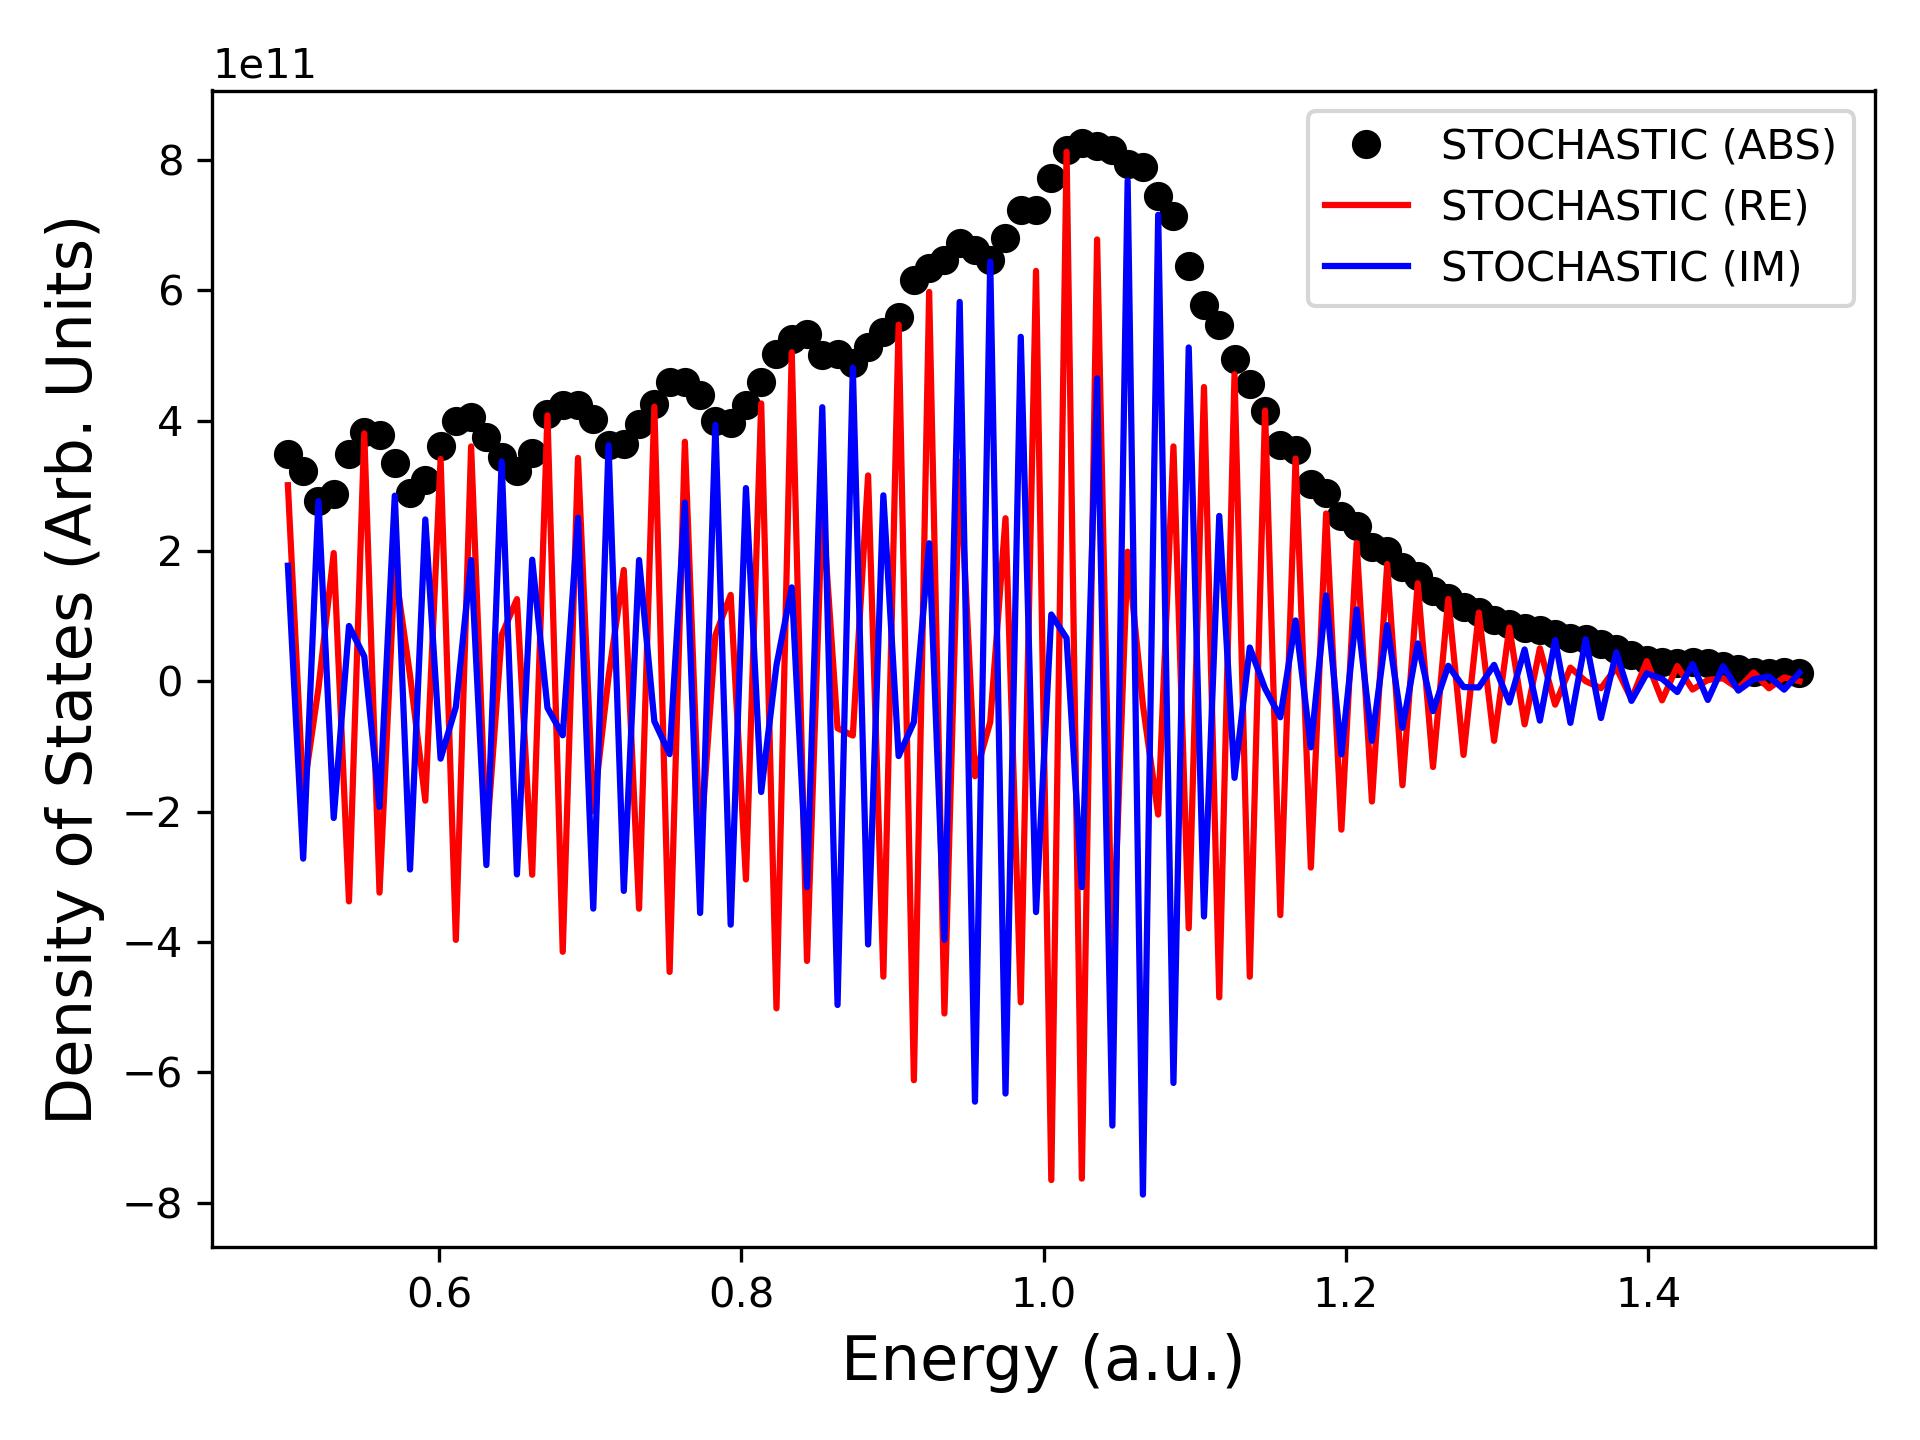 1e11
8
6
4
2
0
−2
−4
−6
−8
Density of States (Arb. Units)
STOCHASTIC (ABS)
STOCHASTIC (RE)
STOCHASTIC (IM)
0.6 0.8 1.0 1.2 1.4
Energy (a.u.)